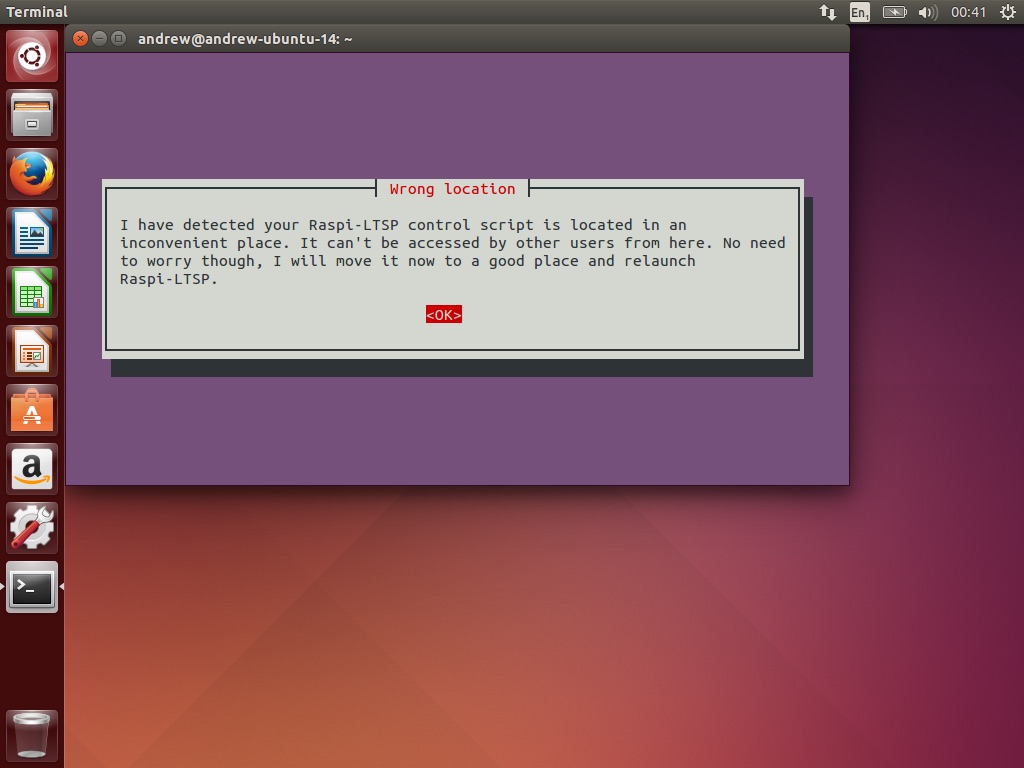 Terminal
En1
00:41
andrew@andrew-ubuntu-14: ~
Wrong location
I have detected your Raspi-LTSP control script is located in an
inconvenient place. It can't be accessed by other users from here. No need
to worry though, I will move it now to a good place and relaunch
Raspi-LTSP.
<OK>
A
a
>_